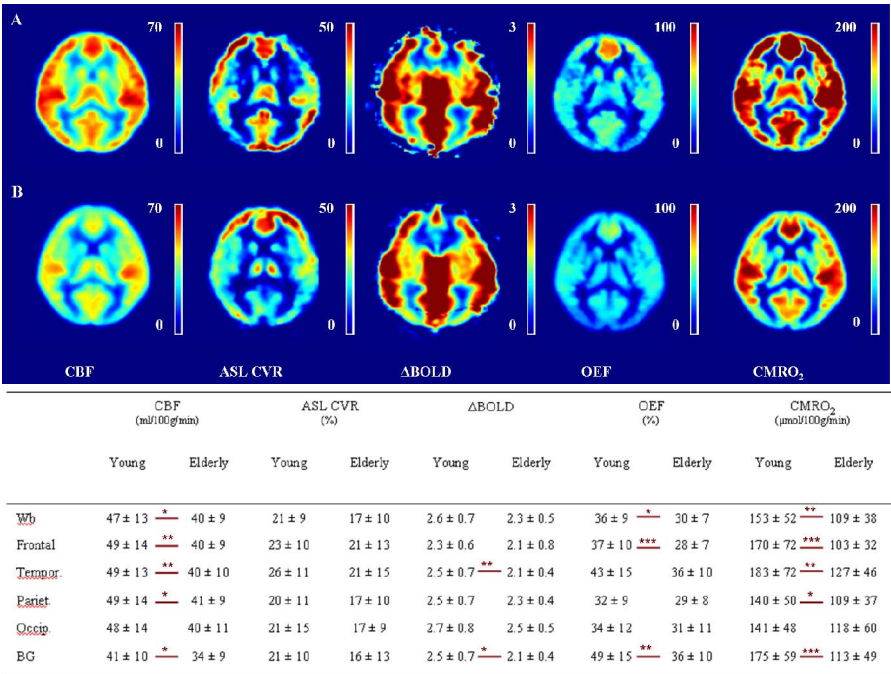 A 70 50 3 100 200
0 0 0 0 0
B 70 50 3 100 200
0 0 0 0 0
CBF ASL CVR ΔBOLD OEF CMRO2
CBF ASL CVR ΔBOLD OEF CMRO2
(ml/100g/min) (%) (%) (μmol/100g/min)
Young Elderly Young Elderly Young Elderly Young Elderly Young Elderly
Wb 47 ± 13 * 40 ± 9 21 ± 9 17 ± 10 2.6 ± 0.7 2.3 ± 0.5 36 ± 9 * 30 ± 7 153 ± 52 ** 109 ± 38
Frontal 49 ± 14 ** 40 ± 9 23 ± 10 21 ± 13 2.3 ± 0.6 2.1 ± 0.8 37 ± 10 *** 28 ± 7 170 ± 72 *** 103 ± 32
Tempor. 49 ± 13 ** 40 ± 10 26 ± 11 21 ± 15 2.5 ± 0.7 ** 2.1 ± 0.4 43 ± 15 36 ± 10 183 ± 72 ** 127 ± 46
Pariet. 49 ± 14 * 41 ± 9 20 ± 11 17 ± 10 2.5 ± 0.7 2.3 ± 0.4 32 ± 9 29 ± 8 140 ± 50 * 109 ± 37
Occip. 48 ± 14 40 ± 11 21 ± 15 17 ± 9 2.7 ± 0.8 2.5 ± 0.5 34 ± 12 31 ± 11 141 ± 48 118 ± 60
BG 41 ± 10 * 34 ± 9 21 ± 10 16 ± 13 2.5 ± 0.7 * 2.1 ± 0.4 49 ± 15 ** 36 ± 10 175 ± 59 *** 113 ± 49